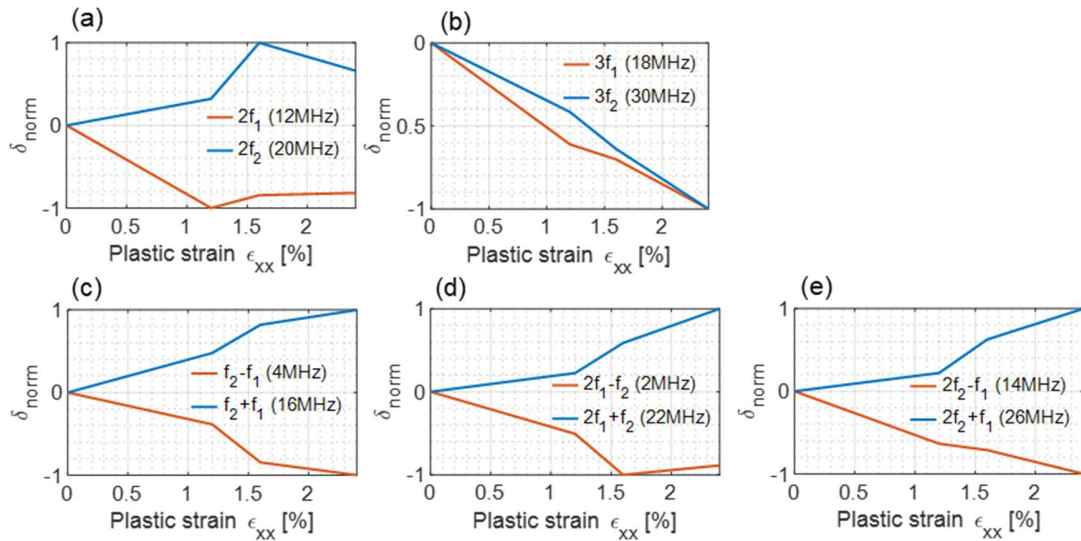 (a)
1
0
-1
δnorm
2f1 (12MHz)
2f2 (20MHz)
0 0.5 1 1.5 2
Plastic strain ϵxx [%]
(b)
0
0.5
-1
δnorm
3f1 (18MHz)
3f2 (30MHz)
0 0.5 1 1.5 2
Plastic strain ϵxx [%]
(c)
1
0
-1
δnorm
f2-f1 (4MHz)
f2+f1 (16MHz)
0 0.5 1 1.5 2
Plastic strain ϵxx [%]
(d)
1
0
-1
δnorm
2f1-f2 (2MHz)
2f1+f2 (22MHz)
0 0.5 1 1.5 2
Plastic strain ϵxx [%]
(e)
1
0
-1
δnorm
2f2-f1 (14MHz)
2f2+f1 (26MHz)
0 0.5 1 1.5 2
Plastic strain ϵxx [%]